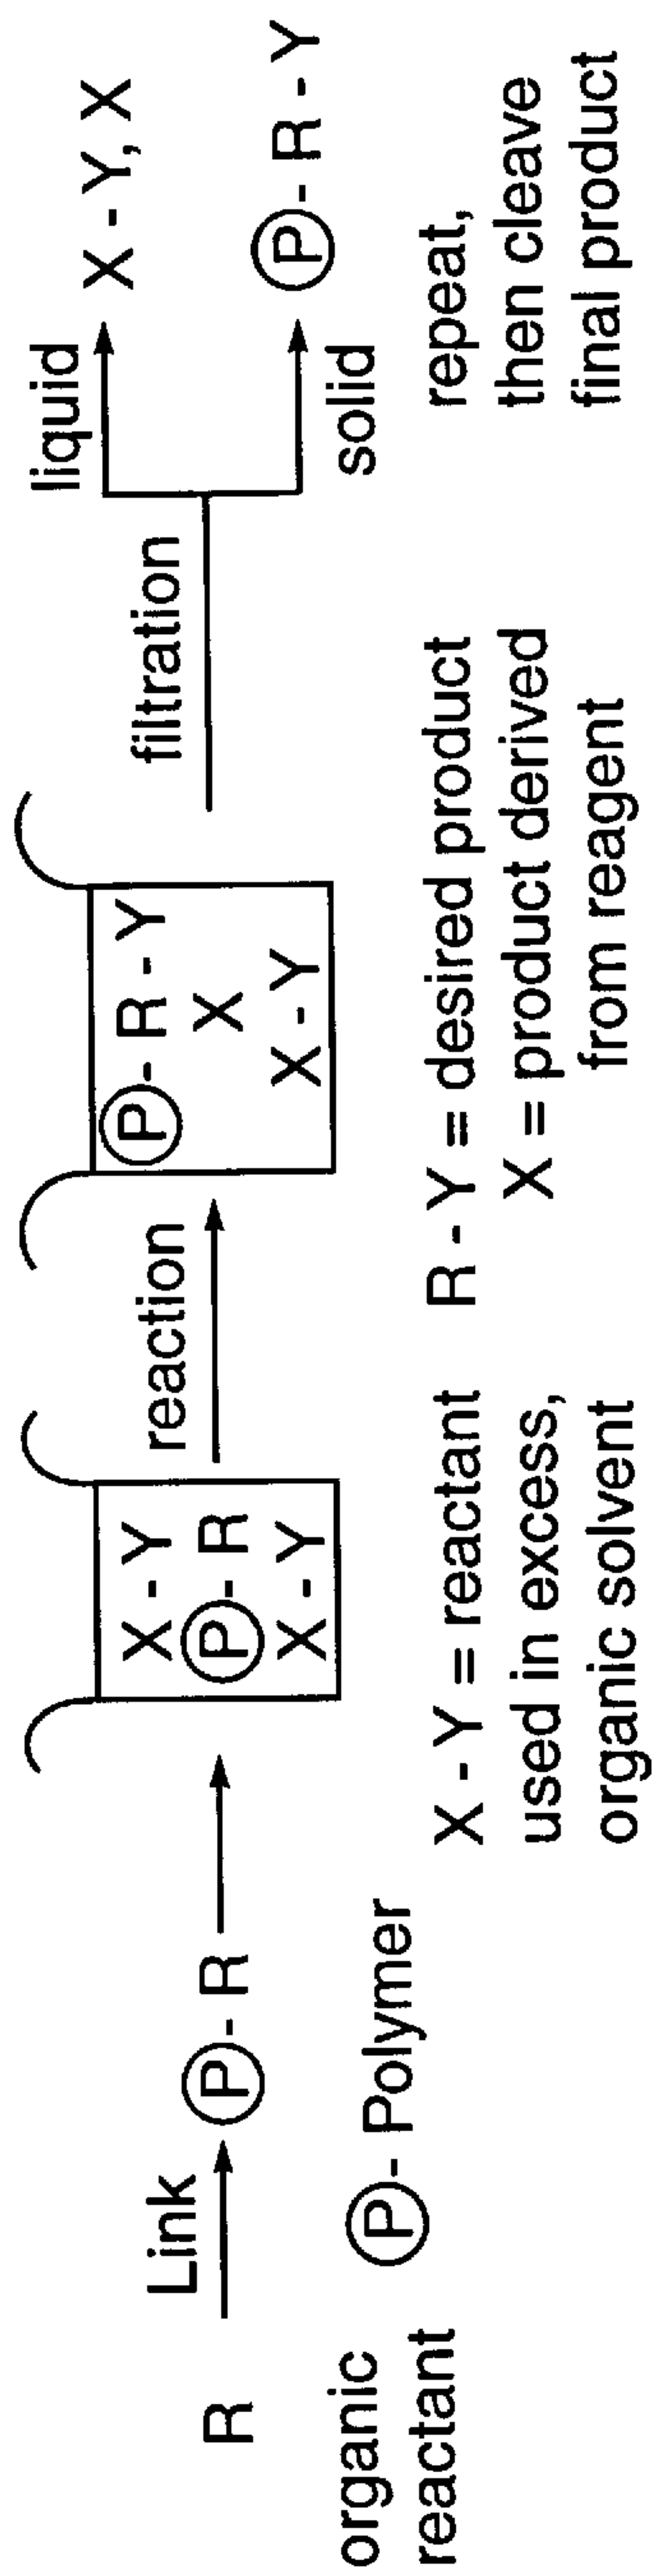 R
Link
Ⓟ- R
X - Y
Ⓟ- R
X - Y
reaction
Ⓟ- R - Y
X
X - Y
filtration
liquid
X - Y, X
solid
Ⓟ- R - Y
organic
reactant
Ⓟ- Polymer
X - Y = reactant
used in excess,
organic solvent
R - Y = desired product
X = product derived
from reagent
repeat,
then cleave
final product